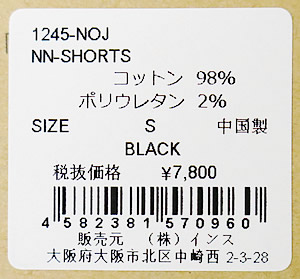 1245-NOJ
NN-SHORTS
コットン 98%
ポリウレタン 2%
SIZE S 中国製
BLACK
税抜価格 ¥7,800
4 582381 570960
販売元 (株)インス
大阪府大阪市北区中崎西 2-3-28